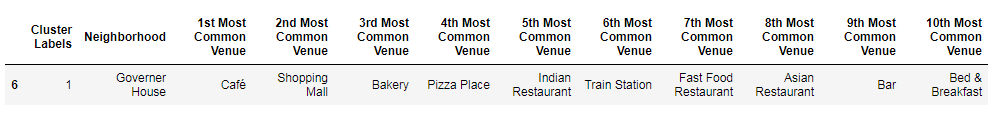 Cluster Labels Neighborhood 1st Most Common Venue 2nd Most Common Venue 3rd Most Common Venue 4th Most Common Venue 5th Most Common Venue 6th Most Common Venue 7th Most Common Venue 8th Most Common Venue 9th Most Common Venue 10th Most Common Venue
6 1 Governer House Café Shopping Mall Bakery Pizza Place Indian Restaurant Train Station Fast Food Restaurant Asian Restaurant Bar Bed & Breakfast